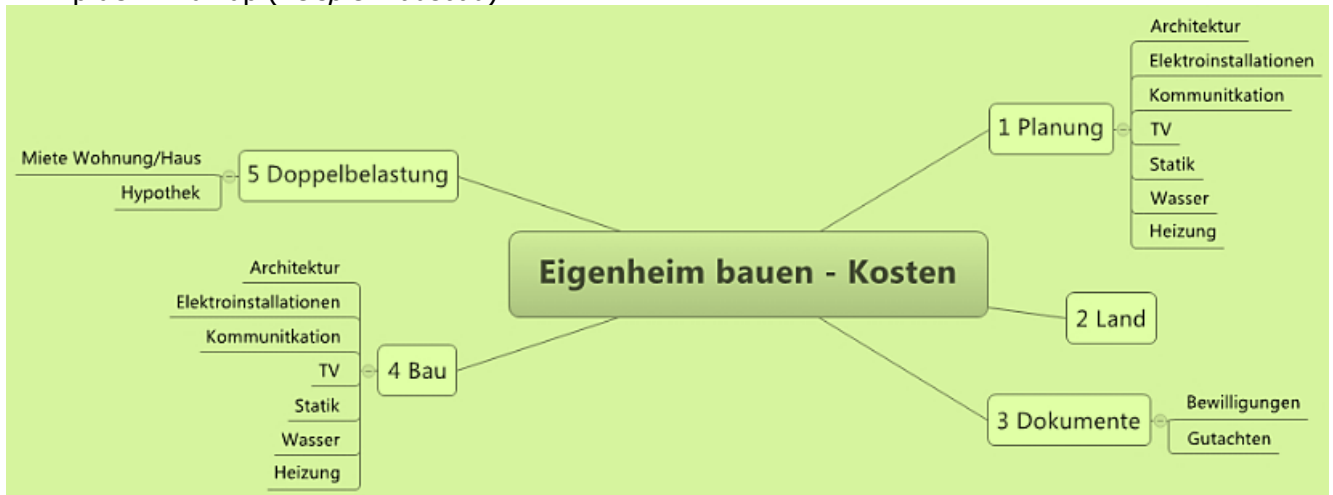 Eigenheim bauen - Kosten
1 Planung
Architektur
Elektroinstallationen
Kommunitkation
TV
Statik
Wasser
Heizung
2 Land
3 Dokumente
Bewilligungen
Gutachten
4 Bau
Architektur
Elektroinstallationen
Kommunitkation
TV
Statik
Wasser
Heizung
5 Doppelbelastung
Miete Wohnung/Haus
Hypothek